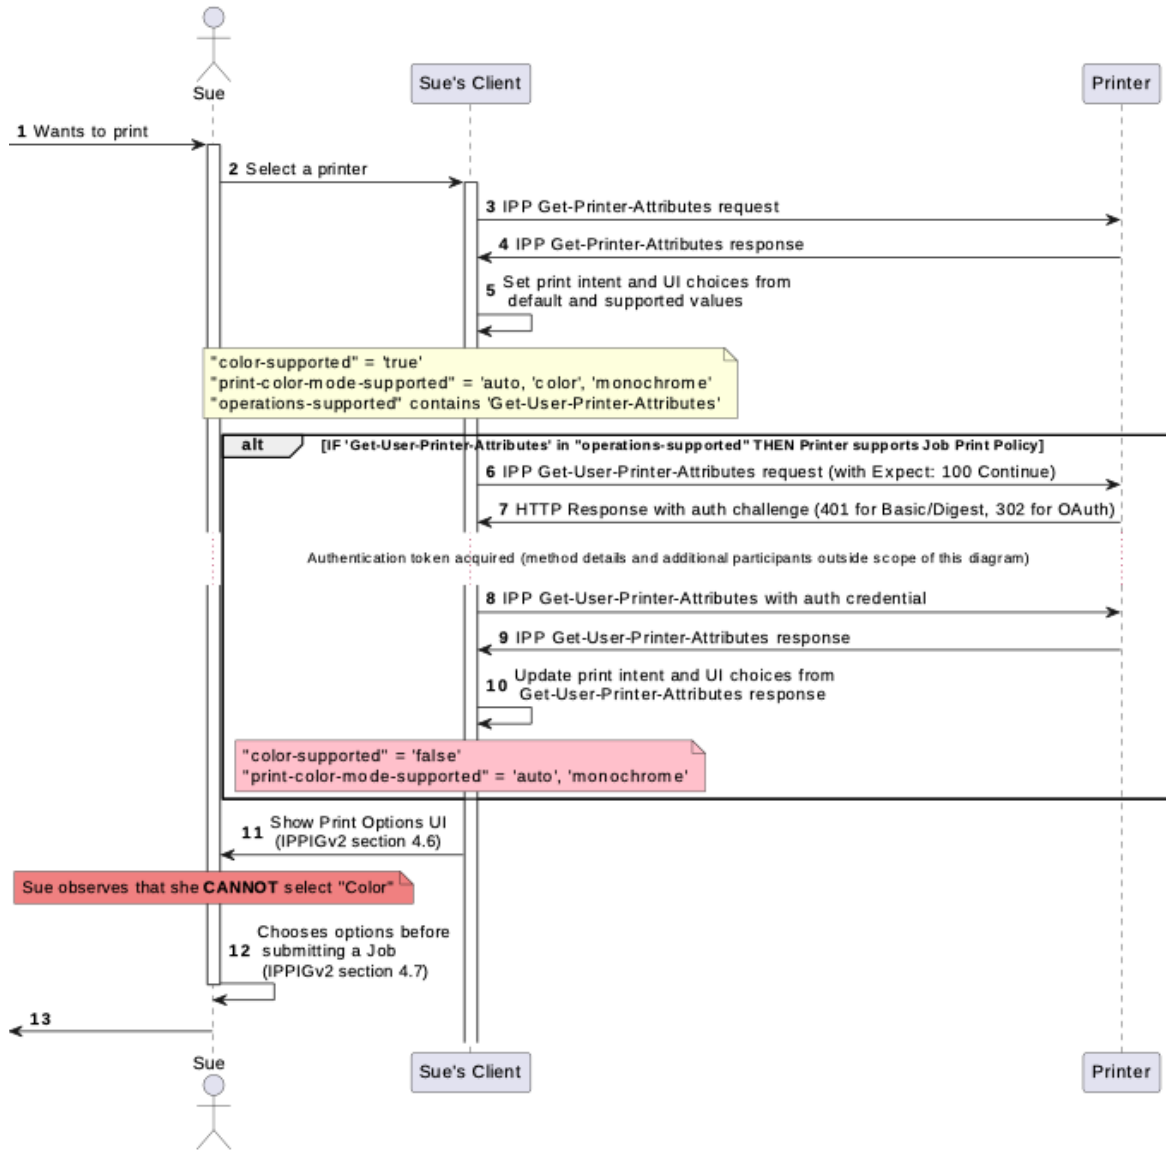 Sue
Sue's Client
Printer
1 Wants to print
2 Select a printer
3 IPP Get-Printer-Attributes request
4 IPP Get-Printer-Attributes response
5 Set print intent and UI choices from
default and supported values
"color-supported" = 'true'
"print-color-mode-supported" = 'auto, 'color', 'monochrome'
"operations-supported" contains 'Get-User-Printer-Attributes'
alt [IF 'Get-User-Printer-Attributes' in "operations-supported" THEN Printer supports Job Print Policy]
6 IPP Get-User-Printer-Attributes request (with Expect: 100 Continue)
7 HTTP Response with auth challenge (401 for Basic/Digest, 302 for OAuth)
Authentication token acquired (method details and additional participants outside scope of this diagram)
8 IPP Get-User-Printer-Attributes with auth credential
9 IPP Get-User-Printer-Attributes response
10 Update print intent and UI choices from
Get-User-Printer-Attributes response
"color-supported" = 'false'
"print-color-mode-supported" = 'auto', 'monochrome'
11 Show Print Options UI
(IPPIGv2 section 4.6)
Sue observes that she CANNOT select "Color"
12 Chooses options before
submitting a Job
(IPPIGv2 section 4.7)
13
Sue
Sue's Client
Printer